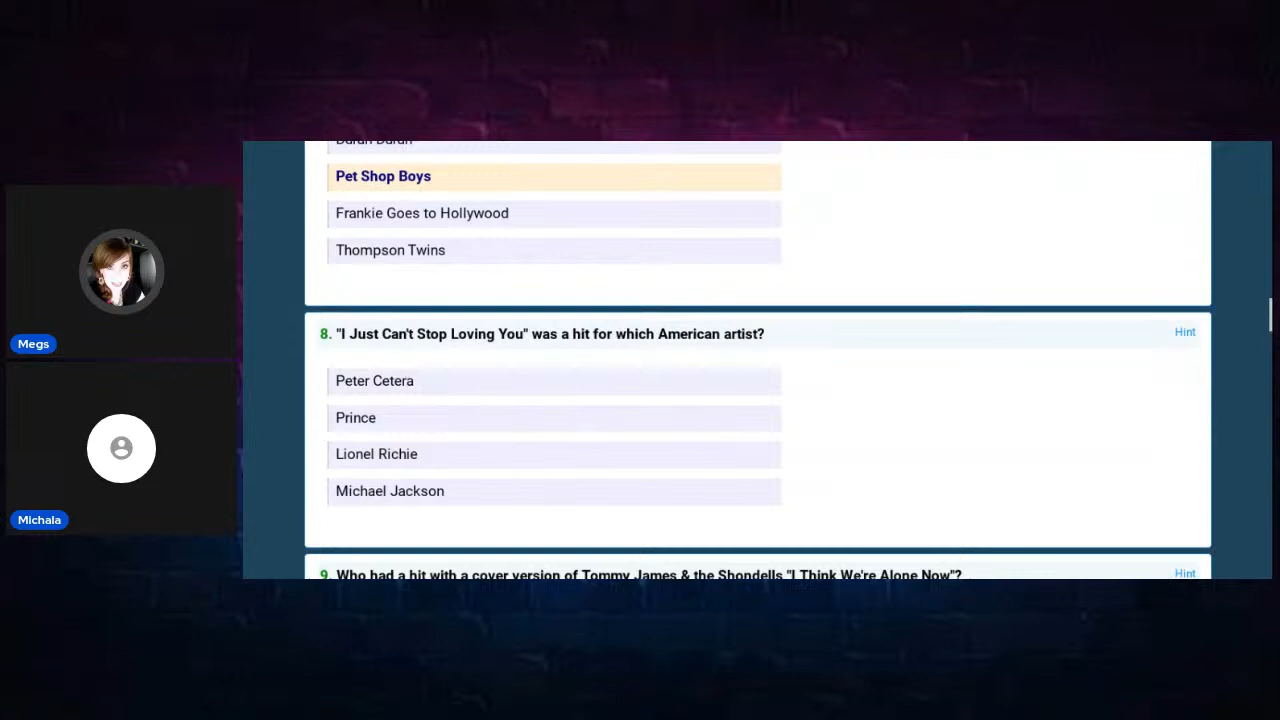 Duran Duran
Pet Shop Boys
Frankie Goes to Hollywood
Thompson Twins
8. "I Just Can't Stop Loving You" was a hit for which American artist?
Hint
Peter Cetera
Prince
Lionel Richie
Michael Jackson
9. Who had a hit with a cover version of Tommy James & the Shondells "I Think We're Alone Now"?
Hint
Megs
Michala